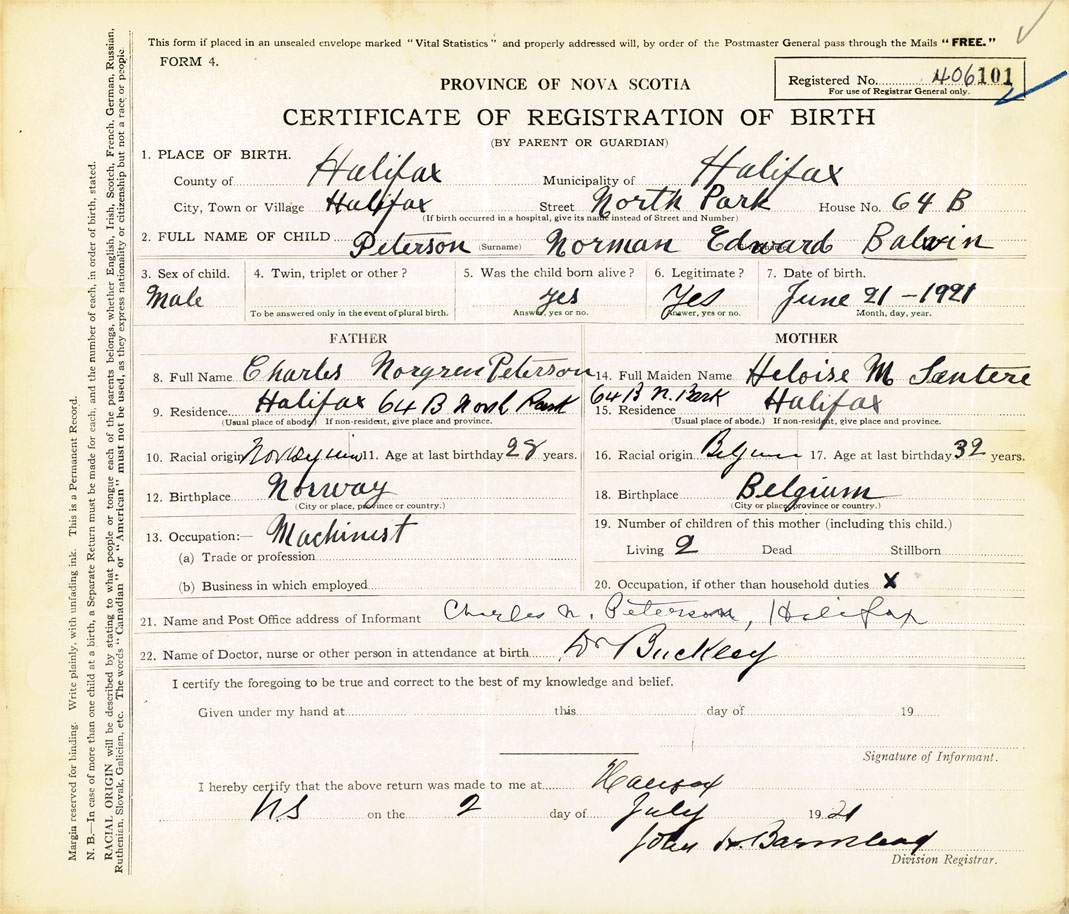 This form if placed in an unsealed envelope marked "Vital Statistics" and properly addressed will, by order of the Postmaster General pass through the Mails "FREE."
FORM 4.
Registered No. 406101
For use of Registrar General only.
PROVINCE OF NOVA SCOTIA
CERTIFICATE OF REGISTRATION OF BIRTH
(BY PARENT OR GUARDIAN)
1. PLACE OF BIRTH.
County of Halifax Municipality of Halifax
City, Town or Village Halifax Street North Park House No. 64 B
(If birth occurred in a hospital, give its name instead of Street and Number)
2. FULL NAME OF CHILD Peterson (Surname) Norman Edward Balwin
3. Sex of child. 4. Twin, triplet or other? 5. Was the child born alive? 6. Legitimate? 7. Date of birth.
Male yes Yes June 21 - 1921
To be answered only in the event of plural birth. Answer, yes or no. Answer, yes or no. Month, day, year.
FATHER MOTHER
8. Full Name Charles Norgren Peterson 14. Full Maiden Name Heloise M Santere
9. Residence Halifax 64 B North Park 15. Residence 64 B N. Park Halifax
(Usual place of abode.) If non-resident, give place and province. (Usual place of abode.) If non-resident, give place and province.
10. Racial origin 11. Age at last birthday 28 years. 16. Racial origin 17. Age at last birthday 32 years.
12. Birthplace Norway 18. Birthplace Belgium
(City or place, province or country.) (City or place, province or country.)
13. Occupation:— Machinist 19. Number of children of this mother (including this child.)
(a) Trade or profession Living 2 Dead Stillborn
(b) Business in which employed 20. Occupation, if other than household duties x
21. Name and Post Office address of Informant Charles N. Peterson, Halifax
22. Name of Doctor, nurse or other person in attendance at birth Dr Buckley
I certify the foregoing to be true and correct to the best of my knowledge and belief.
Given under my hand at this day of 19
Signature of Informant.
I hereby certify that the above return was made to me at Halifax
N.S on the 2 day of July 1921
John
Division Registrar.
Margin reserved for binding. Write plainly, with unfading ink. This is a Permanent Record.
N. B.—In case of more than one child at a birth, a Separate Return must be made for each, and the number of each, in order of birth, stated.
RACIAL ORIGIN will be described by stating to what people or tongue each of the parents belongs, whether English, Irish, Scotch, French, German, Russian,
Ruthenian, Slovak, Galician, etc. The words "Canadian" or "American" must not be used, as they express nationality or citizenship but not a race or people.